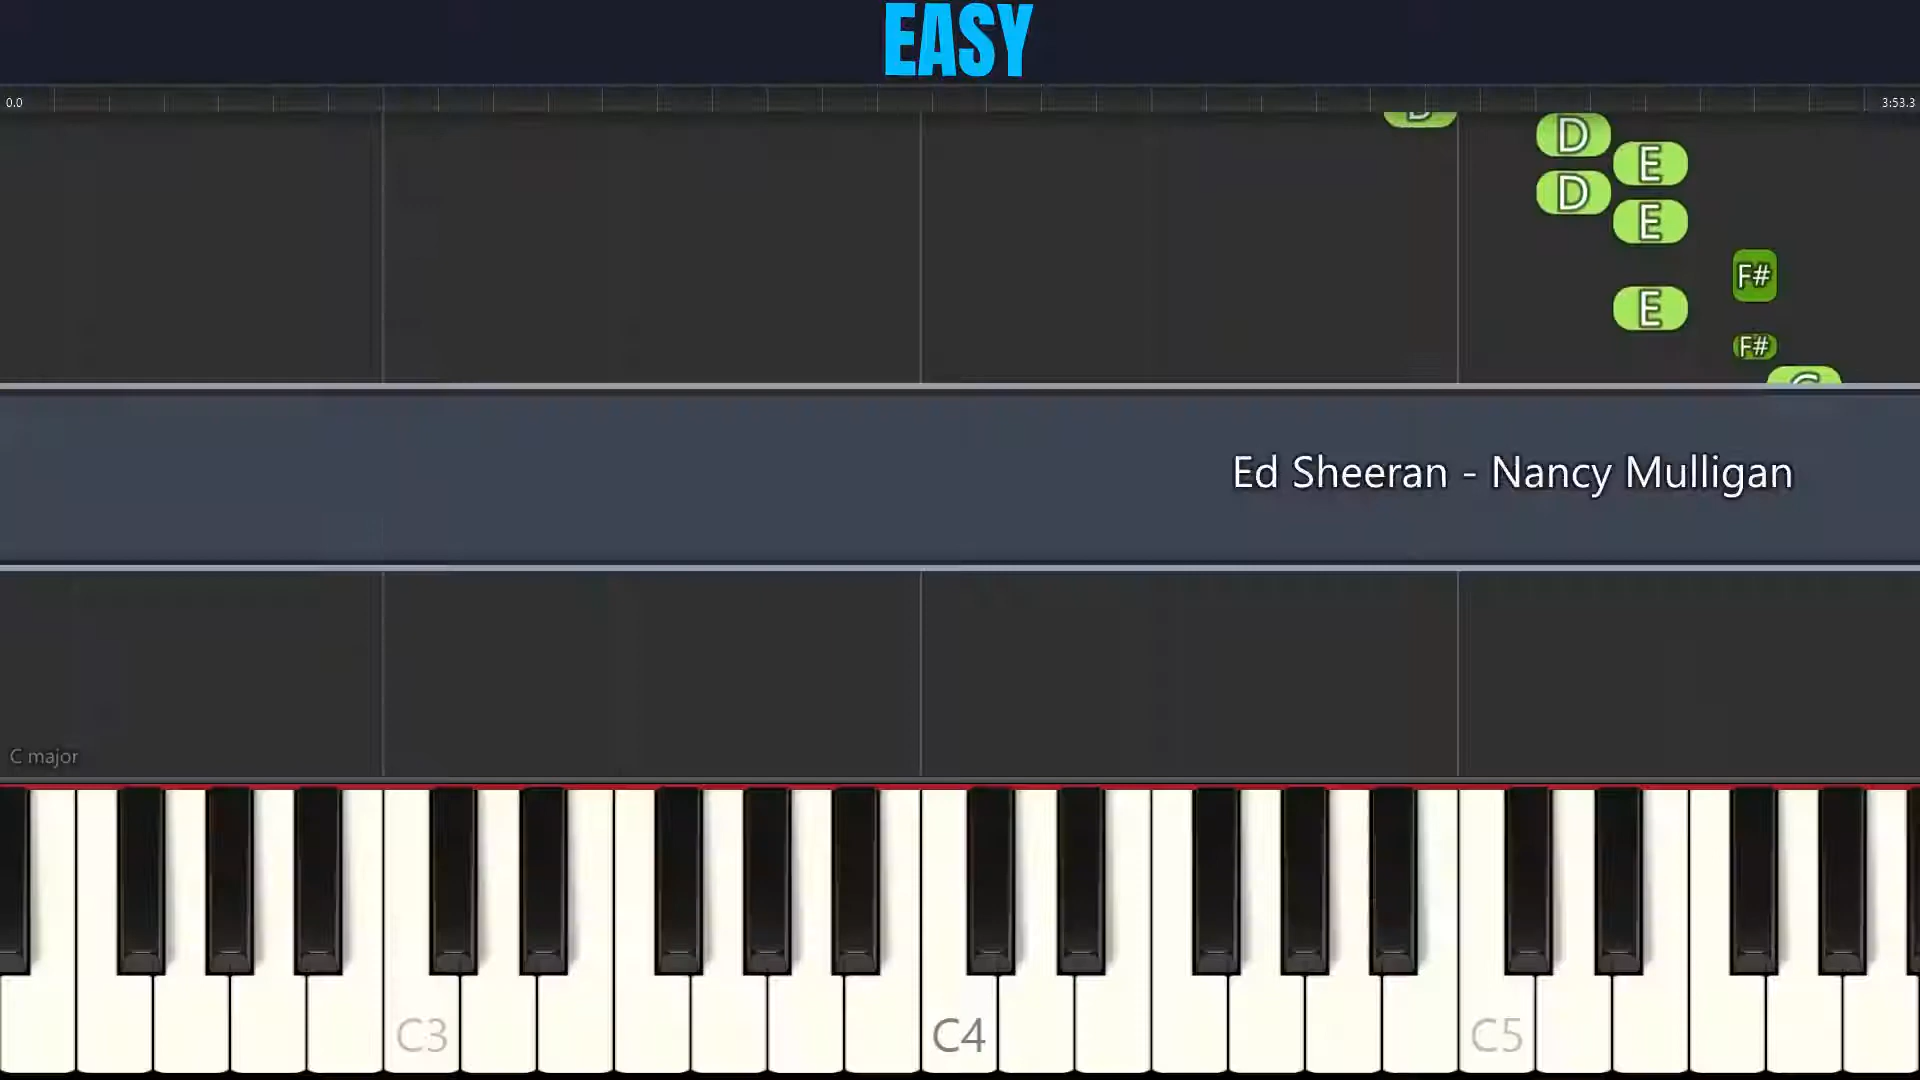 EASY
0.0
3:53.3
D
E
D
E
F#
E
F#
Ed Sheeran - Nancy Mulligan
C major
C3
C4
C5